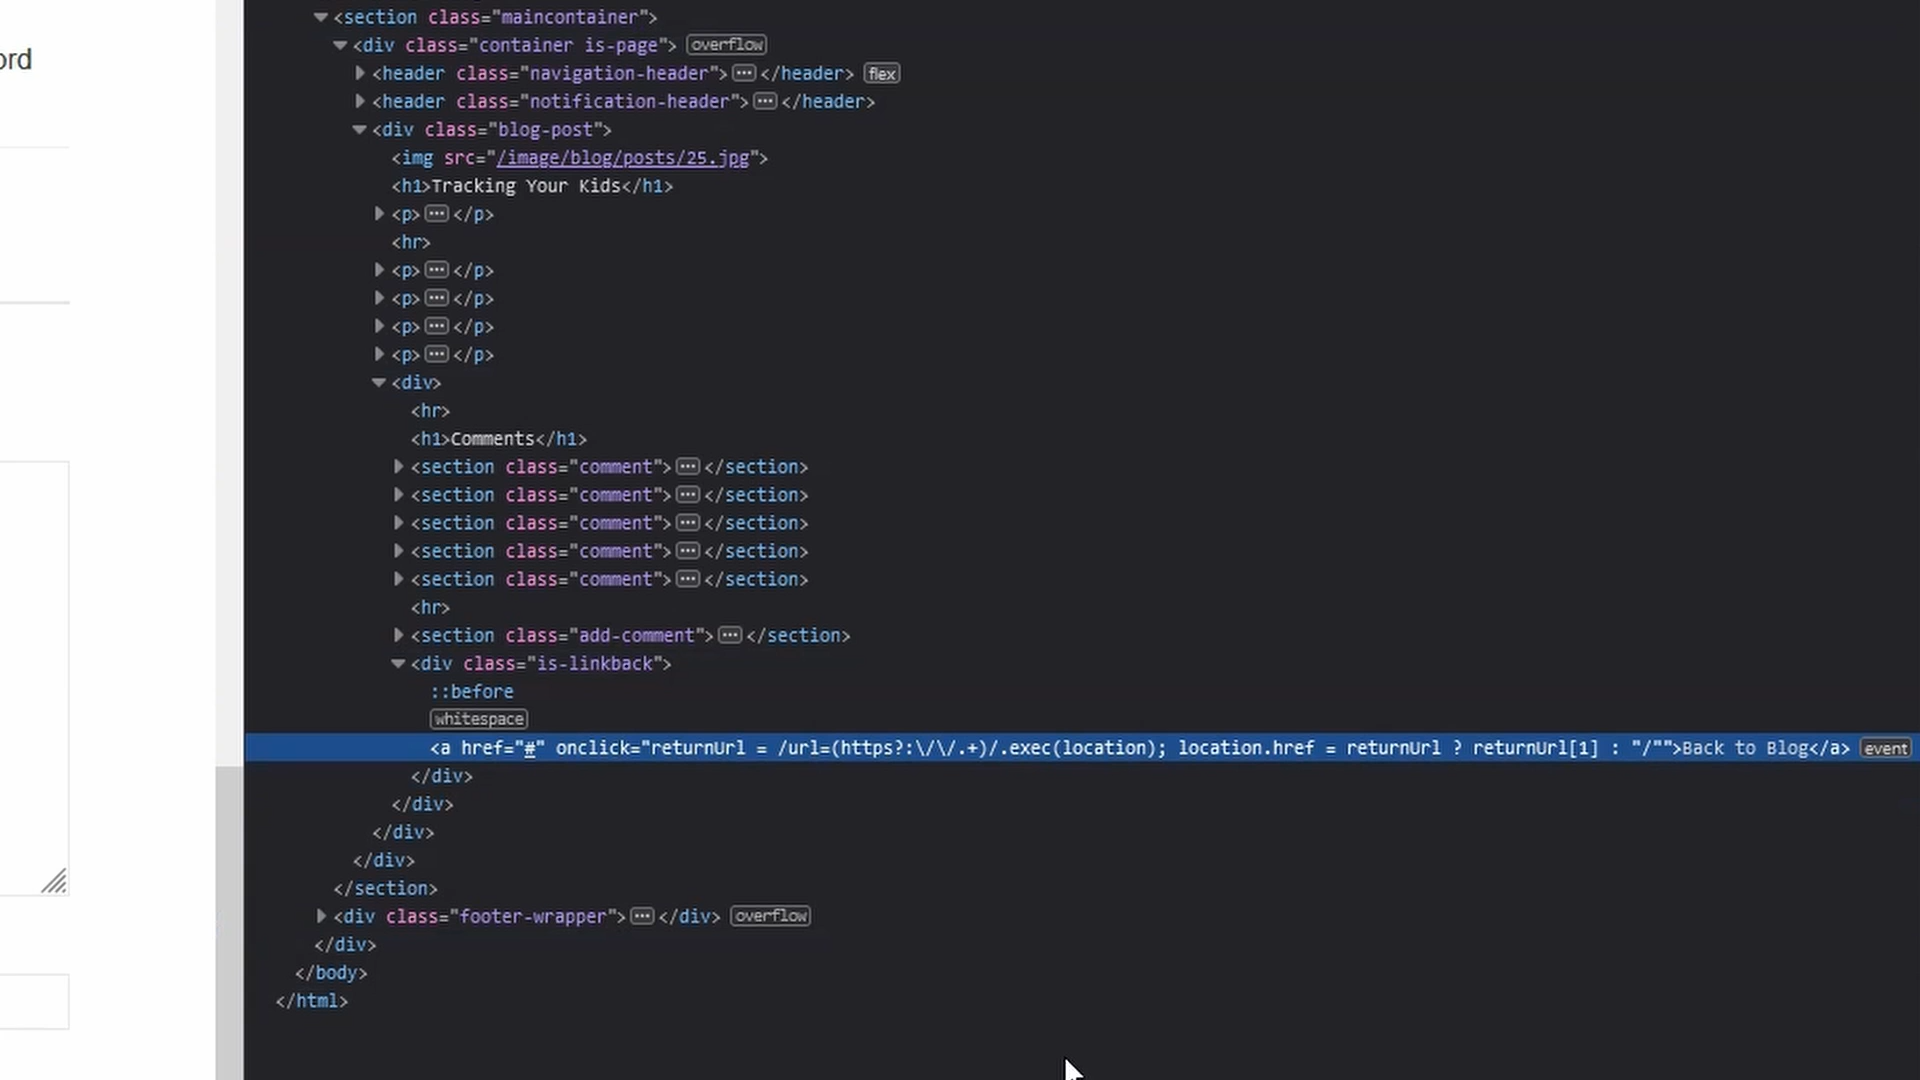 <section class="maincontainer">
<div class="container is-page"> overflow
ord
<header class="navigation-header">···</header> flex
<header class="notification-header">···</header>
<div class="blog-post">
<img src="/image/blog/posts/25.jpg">
<h1>Tracking Your Kids</h1>
<p>···</p>
<hr>
<p>···</p>
<p>···</p>
<p>···</p>
<p>···</p>
<div>
<hr>
<h1>Comments</h1>
<section class="comment">···</section>
<section class="comment">···</section>
<section class="comment">···</section>
<section class="comment">···</section>
<section class="comment">···</section>
<hr>
<section class="add-comment">···</section>
<div class="is-linkback">
::before
whitespace
<a href="#" onclick="returnUrl = /url=(https?:\/\/.+)/.exec(location); location.href = returnUrl ? returnUrl[1] : "/"">Back to Blog</a> event
</div>
</div>
</div>
</div>
</section>
<div class="footer-wrapper">···</div> overflow
</div>
</body>
</html>